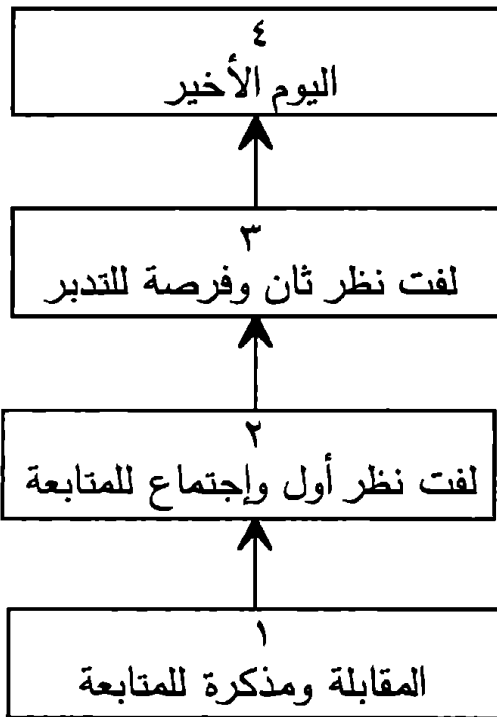 ٤
اليوم الأخير
٣
لفت نظر ثان وفرصة للتدبر
٢
لفت نظر أول وإجتماع للمتابعة
١
المقابلة ومذكرة للمتابعة